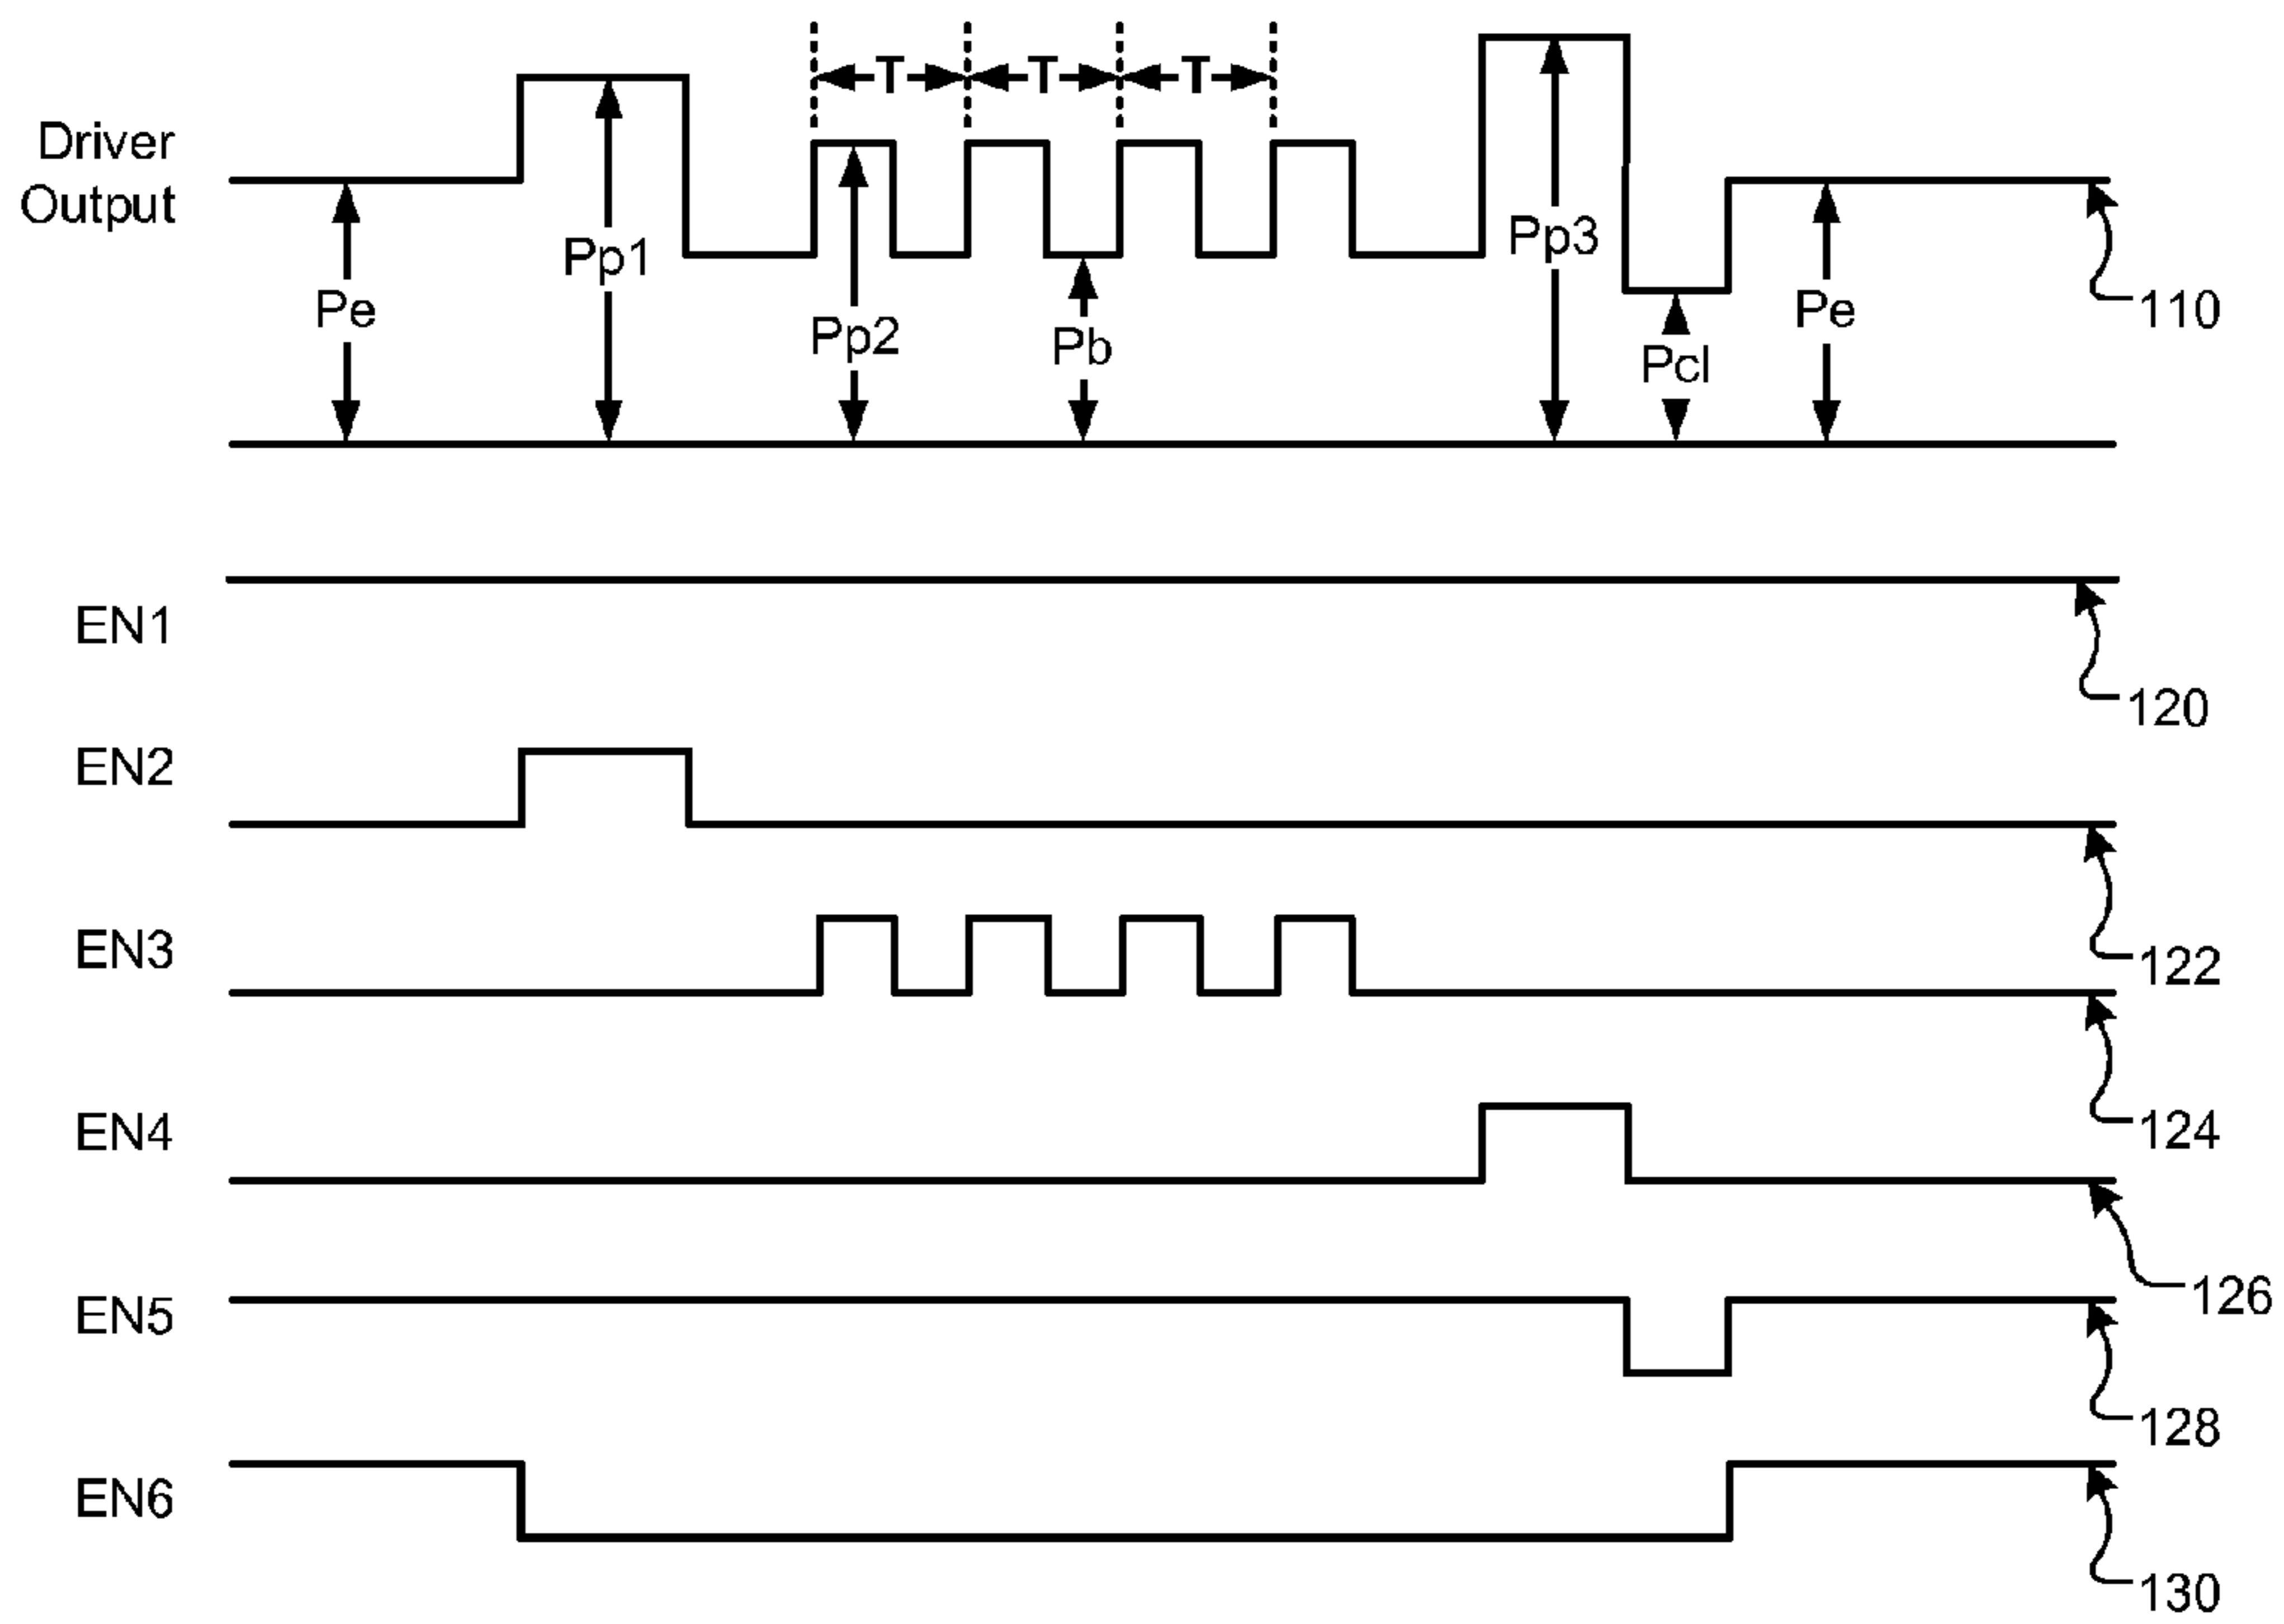 T T T
Driver
Output
Pe
Pp1
Pp2
Pb
Pp3
Pcl
Pe
110
EN1
120
EN2
122
EN3
124
EN4
126
EN5
128
EN6
130